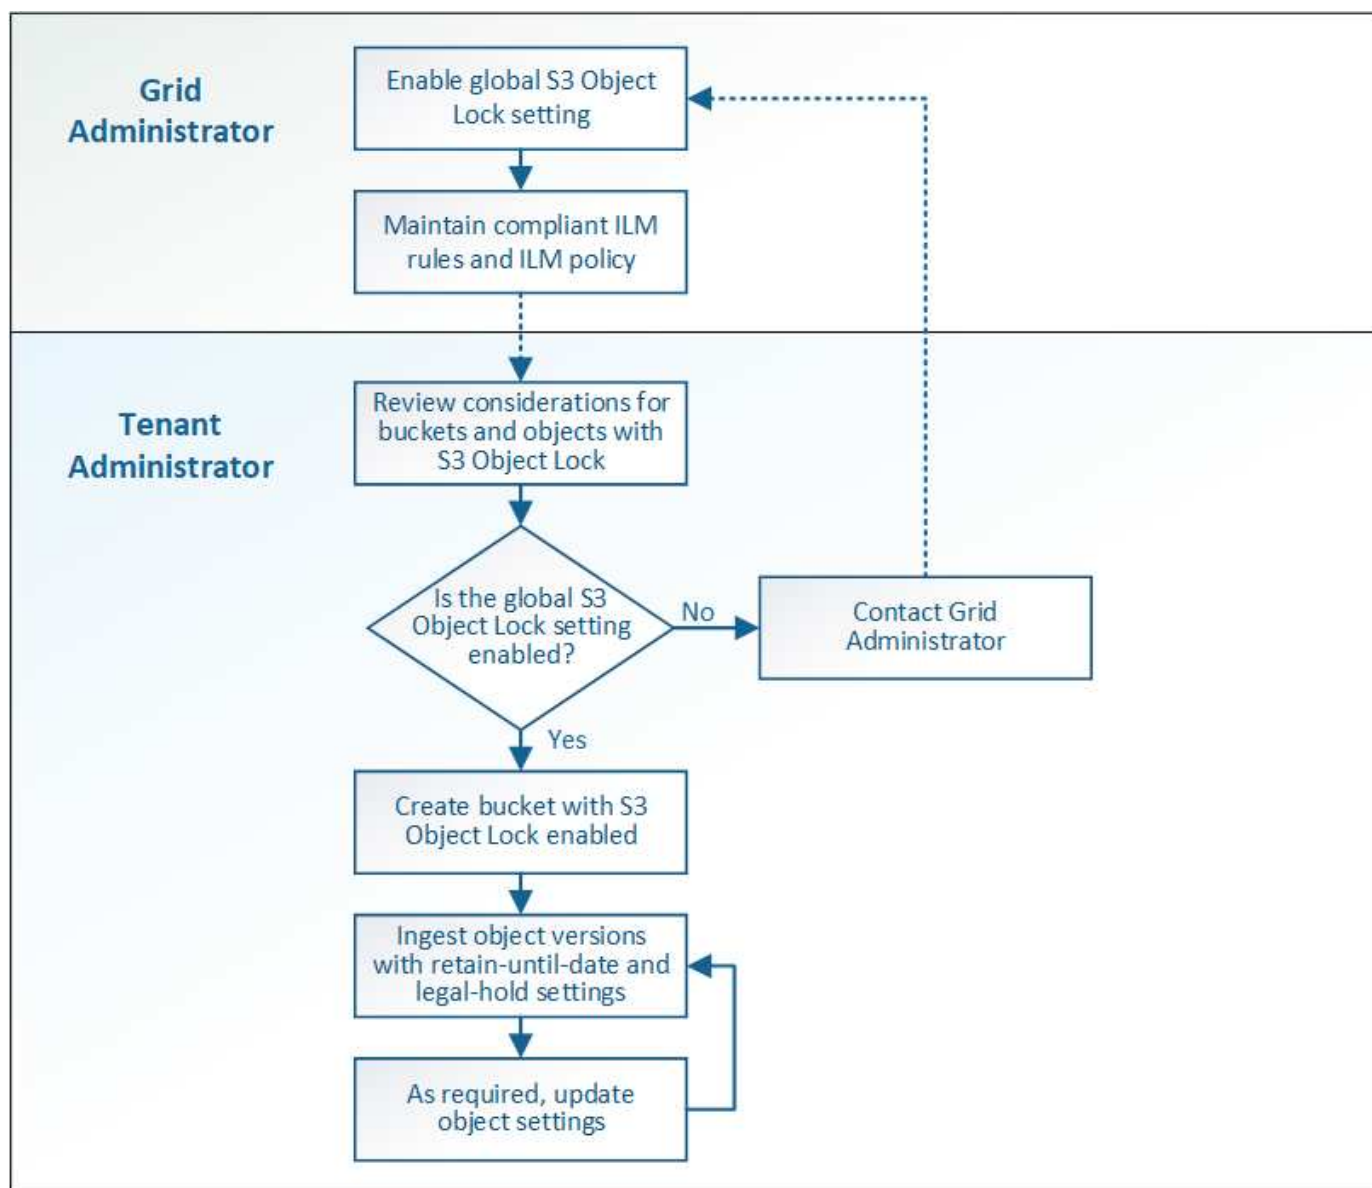 Grid
Administrator
Enable global S3 Object
Lock setting
Maintain compliant ILM
rules and ILM policy
Tenant
Administrator
Review considerations for
buckets and objects with
S3 Object Lock
Is the global S3
Object Lock setting
enabled?
No
Contact Grid
Administrator
Yes
Create bucket with S3
Object Lock enabled
Ingest object versions
with retain-until-date and
legal-hold settings
As required, update
object settings